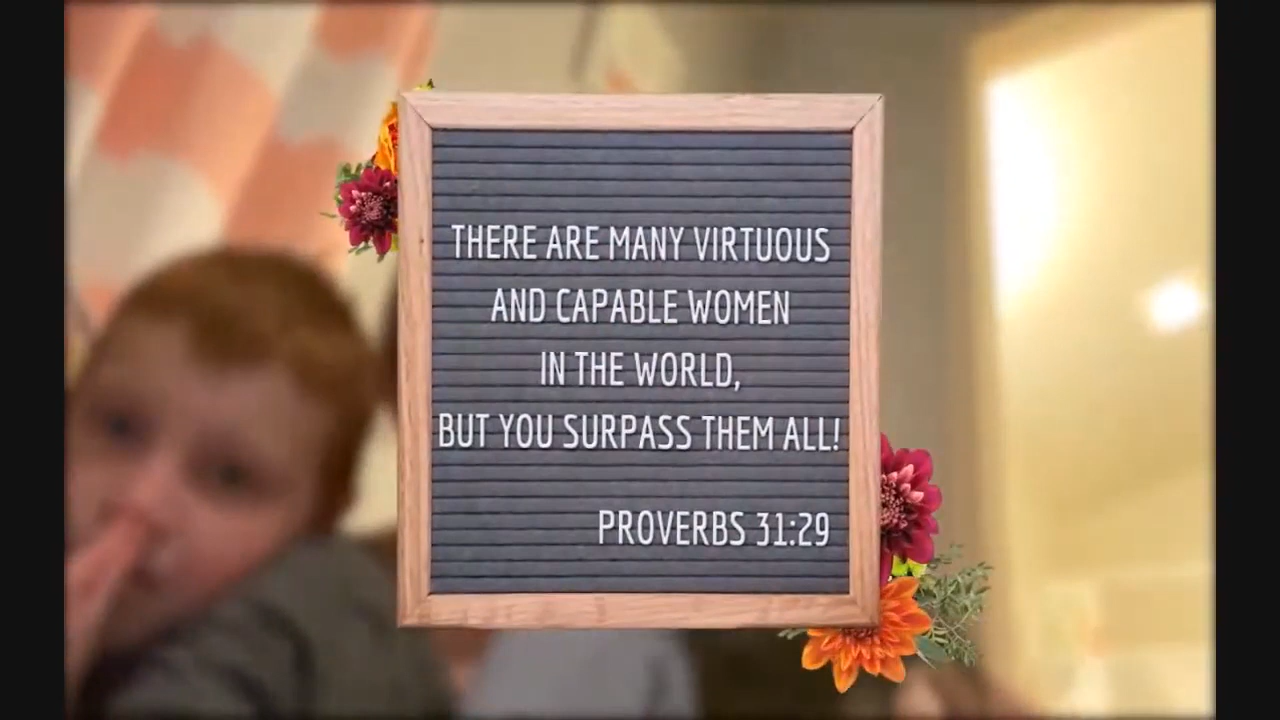 THERE ARE MANY VIRTUOUS
AND CAPABLE WOMEN
IN THE WORLD,
BUT YOU SURPASS THEM ALL!
PROVERBS 31:29